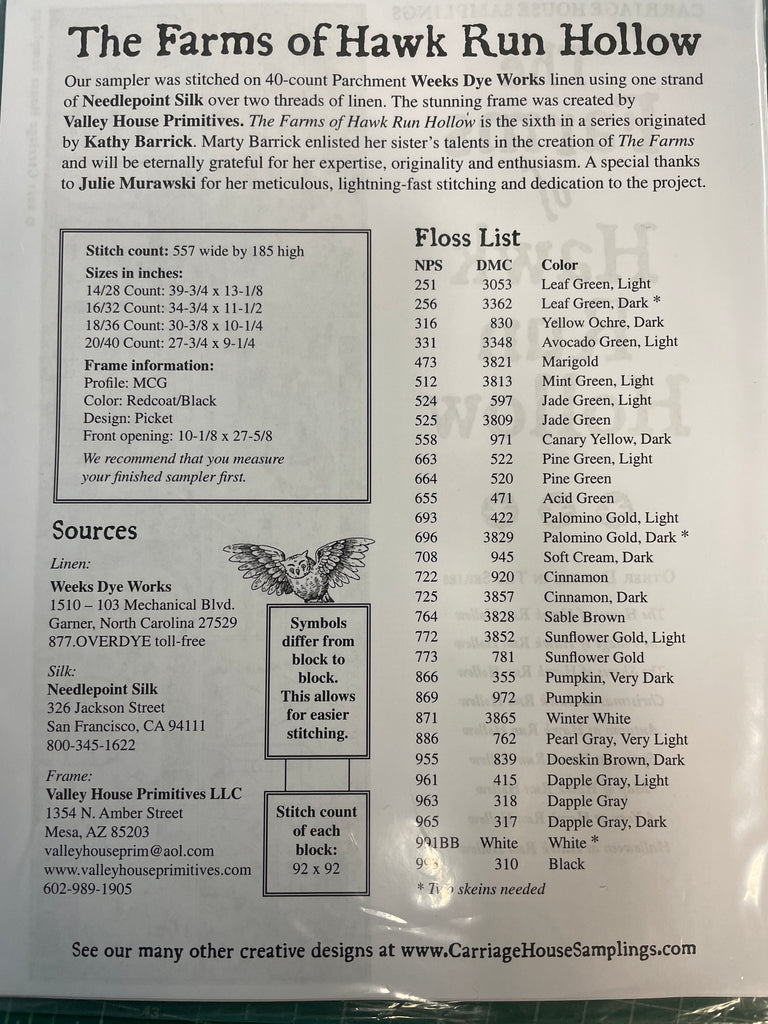 The Farms of Hawk Run Hollow
Our sampler was stitched on 40-count Parchment Weeks Dye Works linen using one strand
of Needlepoint Silk over two threads of linen. The stunning frame was created by
Valley House Primitives. The Farms of Hawk Run Hollow is the sixth in a series originated
by Kathy Barrick. Marty Barrick enlisted her sister's talents in the creation of The Farms
and will be eternally grateful for her expertise, originality and enthusiasm. A special thanks
to Julie Murawski for her meticulous, lightning-fast stitching and dedication to the project.
Stitch count: 557 wide by 185 high
Sizes in inches:
14/28 Count: 39-3/4 x 13-1/8
16/32 Count: 34-3/4 x 11-1/2
18/36 Count: 30-3/8 x 10-1/4
20/40 Count: 27-3/4 x 9-1/4
Frame information:
Profile: MCG
Color: Redcoat/Black
Design: Picket
Front opening: 10-1/8 x 27-5/8
We recommend that you measure
your finished sampler first.
Sources
Linen:
Weeks Dye Works
1510 – 103 Mechanical Blvd.
Garner, North Carolina 27529
877.OVERDYE toll-free
Silk:
Needlepoint Silk
326 Jackson Street
San Francisco, CA 94111
800-345-1622
Frame:
Valley House Primitives LLC
1354 N. Amber Street
Mesa, AZ 85203
valleyhouseprim@aol.com
www.valleyhouseprimitives.com
602-989-1905
Symbols
differ from
block to
block.
This allows
for easier
stitching.
Stitch count
of each
block:
92 x 92
Floss List
NPS DMC Color
251 3053 Leaf Green, Light
256 3362 Leaf Green, Dark *
316 830 Yellow Ochre, Dark
331 3348 Avocado Green, Light
473 3821 Marigold
512 3813 Mint Green, Light
524 597 Jade Green, Light
525 3809 Jade Green
558 971 Canary Yellow, Dark
663 522 Pine Green, Light
664 520 Pine Green
655 471 Acid Green
693 422 Palomino Gold, Light
696 3829 Palomino Gold, Dark *
708 945 Soft Cream, Dark
722 920 Cinnamon
725 3857 Cinnamon, Dark
764 3828 Sable Brown
772 3852 Sunflower Gold, Light
773 781 Sunflower Gold
866 355 Pumpkin, Very Dark
869 972 Pumpkin
871 3865 Winter White
886 762 Pearl Gray, Very Light
955 839 Doeskin Brown, Dark
961 415 Dapple Gray, Light
963 318 Dapple Gray
965 317 Dapple Gray, Dark
991BB White White *
310 Black
* Two skeins needed
See our many other creative designs at www.CarriageHouseSamplings.com